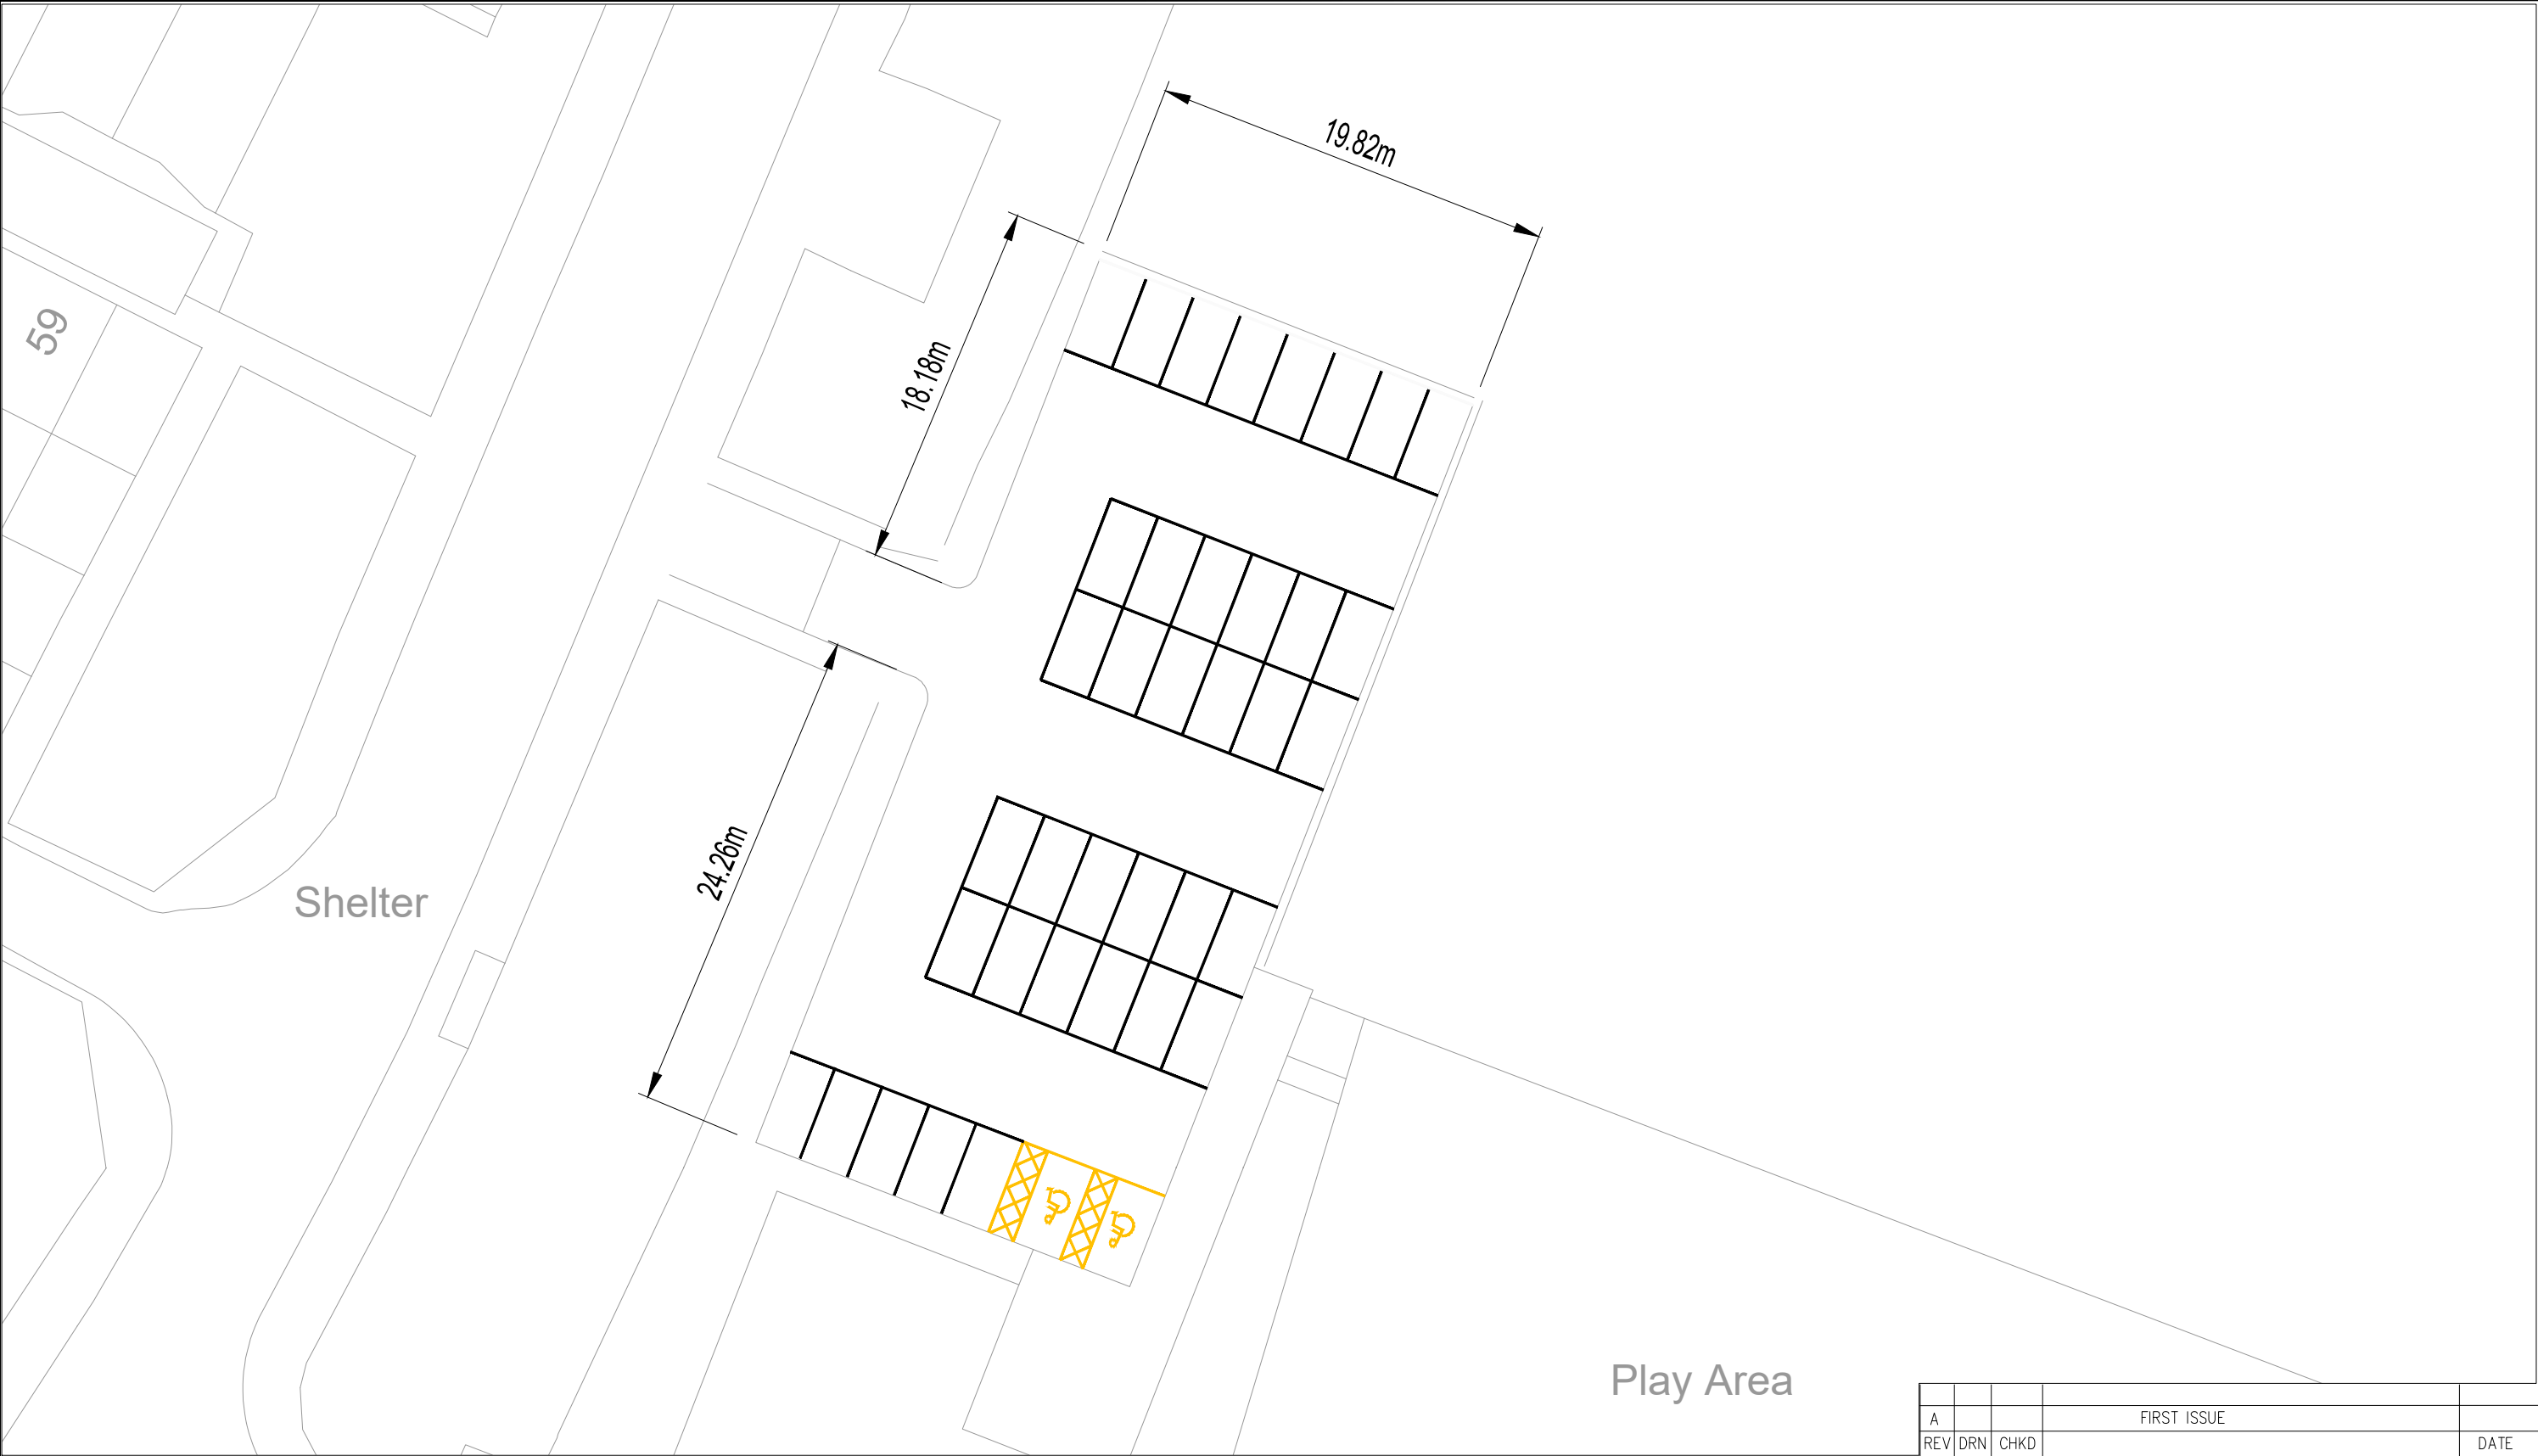 19.82m
18.18m
59
24.26m
Shelter
Play Area
A FIRST ISSUE
REV DRN CHKD DATE